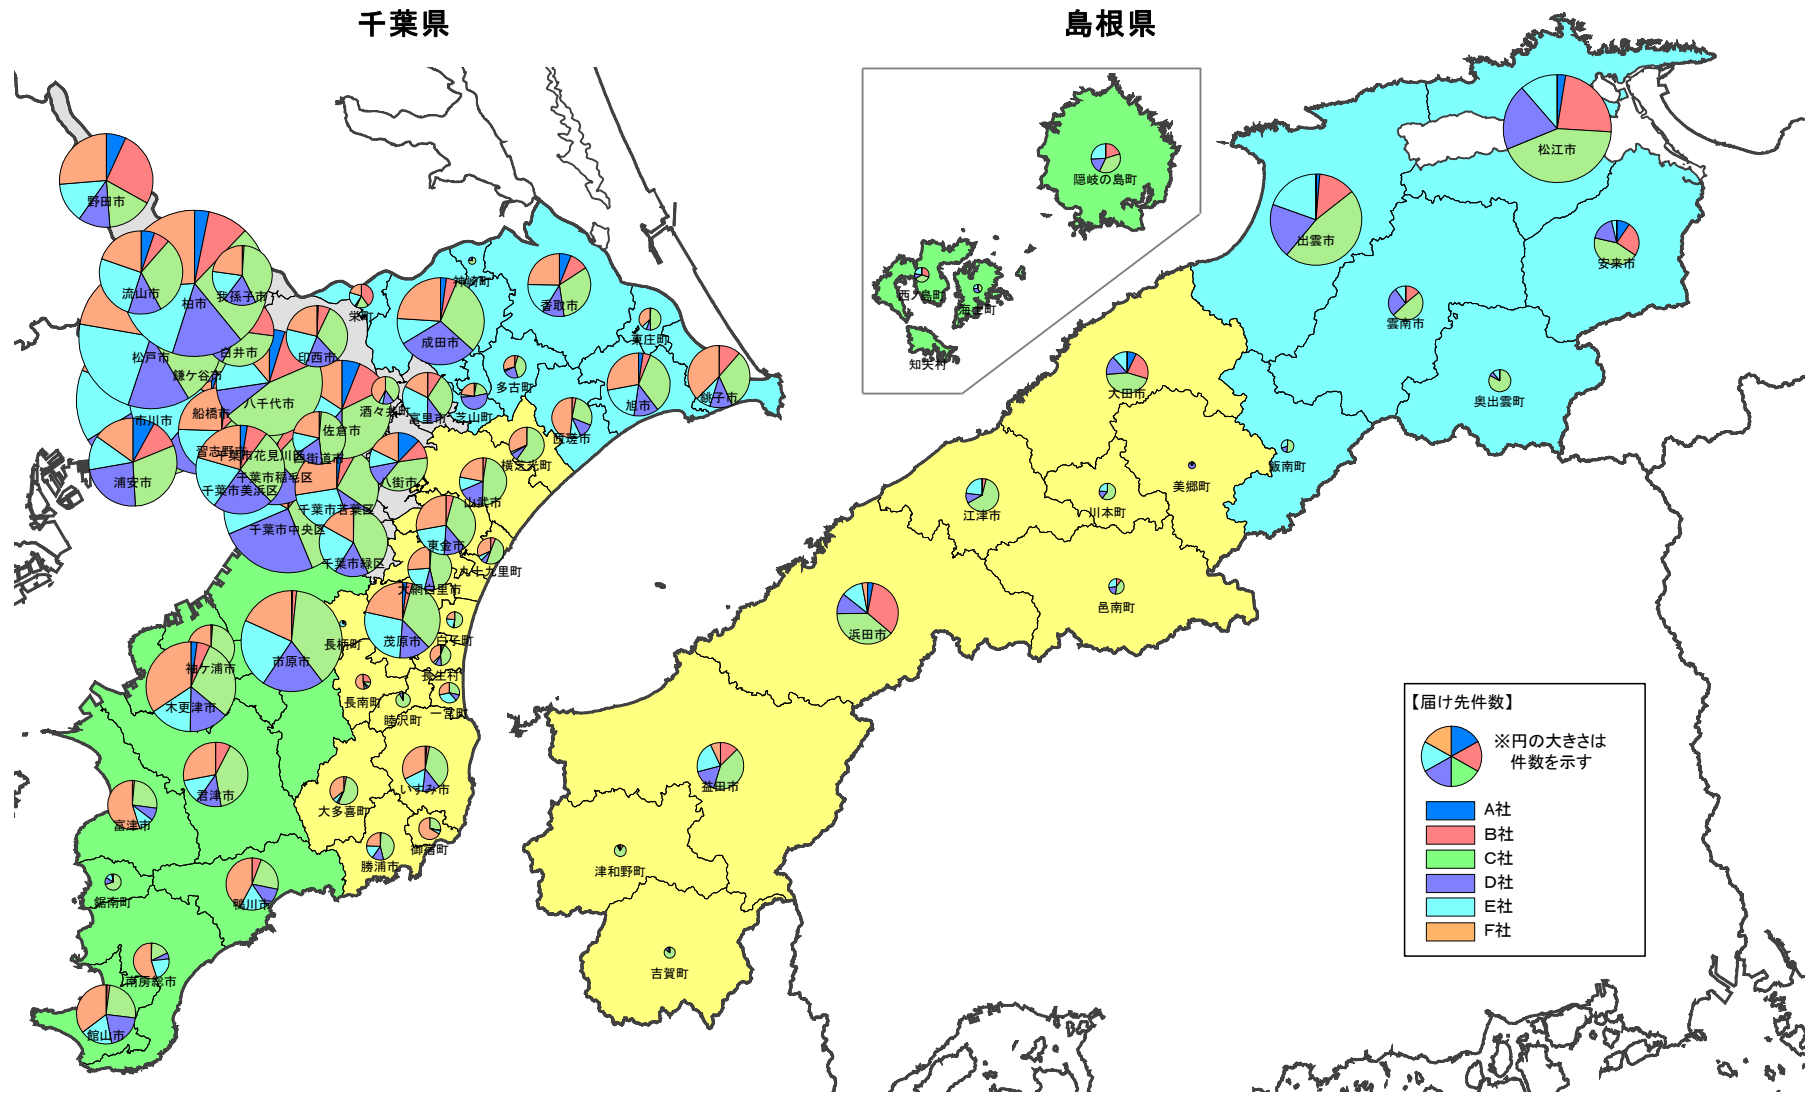 千葉県
島根県
野田市
流山市
柏市
我孫子市
松戸市
白井市
印西市
鎌ケ谷市
栄町
神崎町
成田市
香取市
東庄町
多古町
旭市
銚子市
芝山町
富里市
酒々井町
匝瑳市
横芝光町
市川市
船橋市
八千代市
佐倉市
習志野市
千葉市花見川区
四街道市
浦安市
千葉市稲毛区
千葉市美浜区
八街市
山武市
千葉市若葉区
千葉市中央区
東金市
千葉市緑区
九十九里町
大網白里市
長柄町
茂原市
白子町
市原市
袖ケ浦市
長生村
木更津市
長南町
睦沢町
一宮町
君津市
いすみ市
大多喜町
富津市
御宿町
勝浦市
鋸南町
鴨川市
南房総市
館山市
隠岐の島町
西ノ島町
海士町
知夫村
松江市
出雲市
安来市
雲南市
奥出雲町
大田市
飯南町
美郷町
江津市
川本町
邑南町
浜田市
益田市
津和野町
吉賀町
【届け先件数】
※円の大きさは
件数を示す
A社
B社
C社
D社
E社
F社